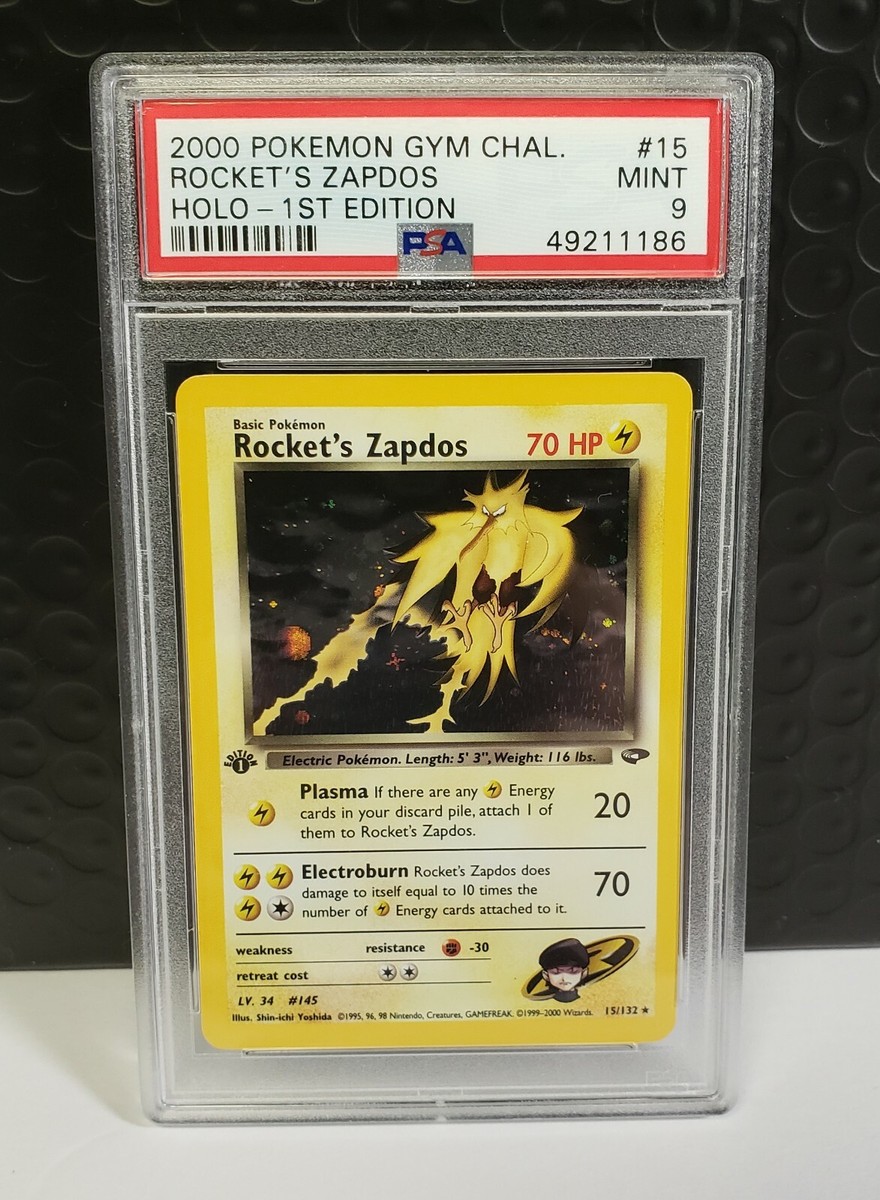 2000 POKEMON GYM CHAL. #15
ROCKET'S ZAPDOS MINT
HOLO – 1ST EDITION 9
PSA 49211186
Basic Pokémon
Rocket's Zapdos 70 HP
EDITION 1
Electric Pokémon. Length: 5' 3", Weight: 116 lbs.
Plasma If there are any Energy
cards in your discard pile, attach 1 of
them to Rocket's Zapdos.
20
Electroburn Rocket's Zapdos does
damage to itself equal to 10 times the
number of Energy cards attached to it.
70
weakness resistance -30
retreat cost
LV. 34 #145
R
Illus. Shin-ichi Yoshida ©1995, 96, 98 Nintendo, Creatures, GAMEFREAK. ©1999-2000 Wizards. 15/132 ★